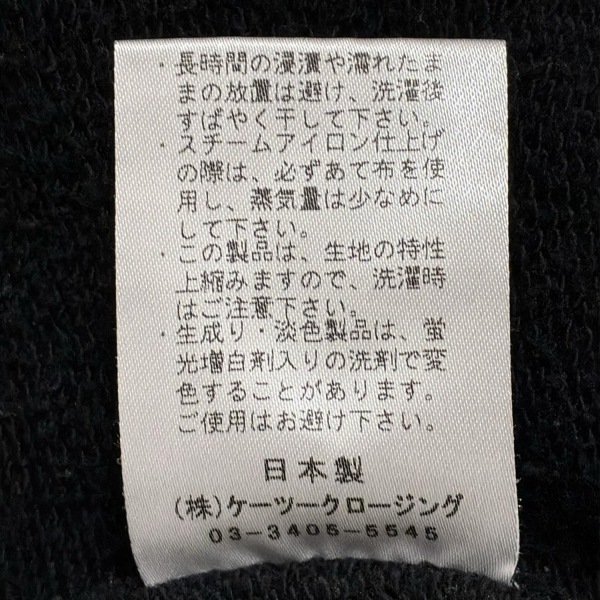 ・長時間の浸漬や濡れたま
まの放置は避け、洗濯後
すばやく干して下さい。
・スチームアイロン仕上げ
の際は、必ずあて布を使
用し、蒸気量は少なめに
して下さい。
・この製品は、生地の特性
上縮みますので、洗濯時
はご注意下さい。
・生成り・淡色製品は、蛍
光増白剤入りの洗剤で変
色することがあります。
ご使用はお避け下さい。
日本製
(株)ケーツークロージング
03-3405-5545